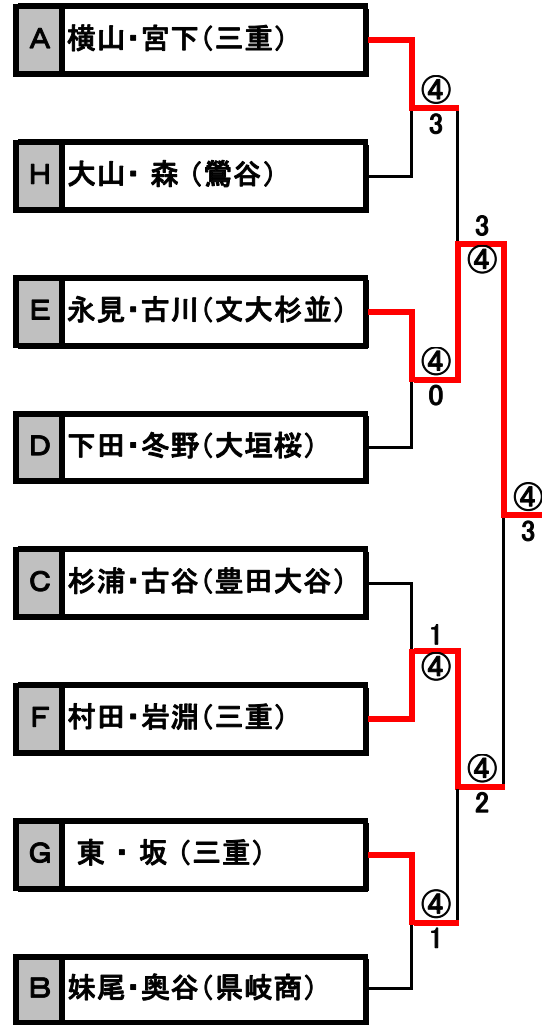 A 横山・宮下(三重)
④
3
H 大山・ 森 (鶯谷)
3
④
E 永見・古川(文大杉並)
④
0
D 下田・冬野(大垣桜)
④
3
C 杉浦・古谷(豊田大谷)
1
④
F 村田・岩淵(三重)
④
2
G 東 ・ 坂 (三重)
④
1
B 妹尾・奥谷(県岐商)